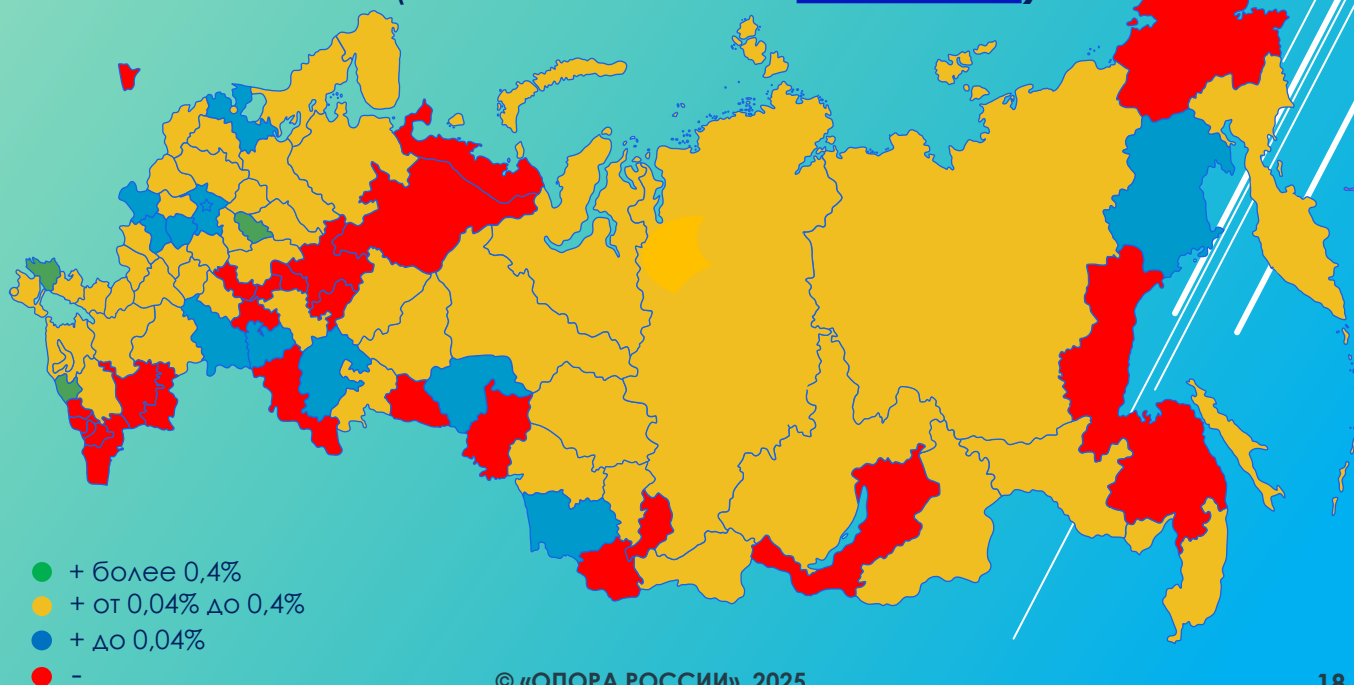 + более 0,4%
+ от 0,04% до 0,4%
+ до 0,04%
-
© «ОПОРА РОССИИ», 2025
18